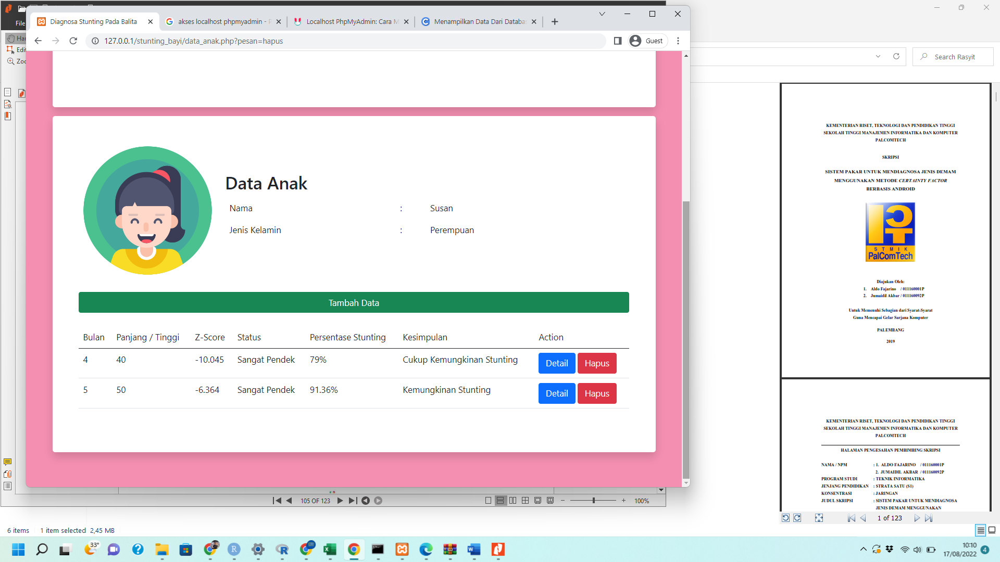 File
Diagnosa Stunting Pada Balita
akses localhost phpmyadmin -
Localhost PhpMyAdmin: Cara M
Menampilkan Data Dari Databa
127.0.0.1/stunting_bayi/data_anak.php?pesan=hapus
Guest
Search Rasyit
Data Anak
Nama : Susan
Jenis Kelamin : Perempuan
Tambah Data
Bulan Panjang / Tinggi Z-Score Status Persentase Stunting Kesimpulan Action
4 40 -10.045 Sangat Pendek 79% Cukup Kemungkinan Stunting Detail Hapus
5 50 -6.364 Sangat Pendek 91.36% Kemungkinan Stunting Detail Hapus
105 OF 123
100%
KEMENTERIAN RISET, TEKNOLOGI DAN PENDIDIKAN TINGGI
SEKOLAH TINGGI MANAJEMEN INFORMATIKA DAN KOMPUTER
PALCOMTECH
SKRIPSI
SISTEM PAKAR UNTUK MENDIAGNOSA JENIS DEMAM
MENGGUNAKAN METODE CERTAINTY FACTOR
BERBASIS ANDROID
STMIK
PalComTech
Diajukan Oleh:
1. Aldo Fajarino / 011160001P
2. Jumaidil Akbar / 011160092P
Untuk Memenuhi Sebagian dari Syarat-Syarat
Guna Mencapai Gelar Sarjana Komputer
PALEMBANG
2019
KEMENTERIAN RISET, TEKNOLOGI DAN PENDIDIKAN TINGGI
SEKOLAH TINGGI MANAJEMEN INFORMATIKA DAN KOMPUTER
PALCOMTECH
HALAMAN PENGESAHAN PEMBIMBING SKRIPSI
NAMA / NPM : 1. ALDO FAJARINO / 011160001P
2. JUMAIDIL AKBAR / 011160092P
PROGRAM STUDI : TEKNIK INFORMATIKA
JENJANG PENDIDIKAN : STRATA SATU (S1)
KONSENTRASI : JARINGAN
JUDUL SKRIPSI : SISTEM PAKAR UNTUK MENDIAGNOSA
JENIS DEMAM MENGGUNAKAN
1 of 123
6 items 1 item selected 2,45 MB
33°
10:10
17/08/2022
4